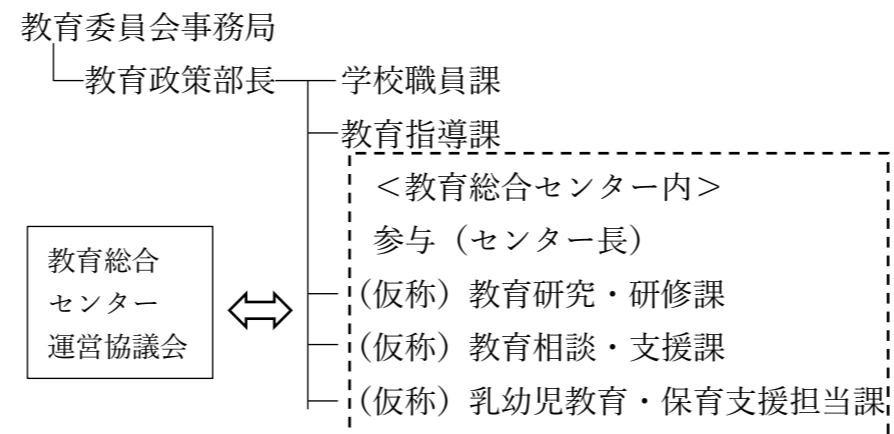 教育委員会事務局
教育政策部長
学校職員課
教育指導課
＜教育総合センター内＞
参与（センター長）
（仮称）教育研究・研修課
（仮称）教育相談・支援課
（仮称）乳幼児教育・保育支援担当課
教育総合
センター
運営協議会